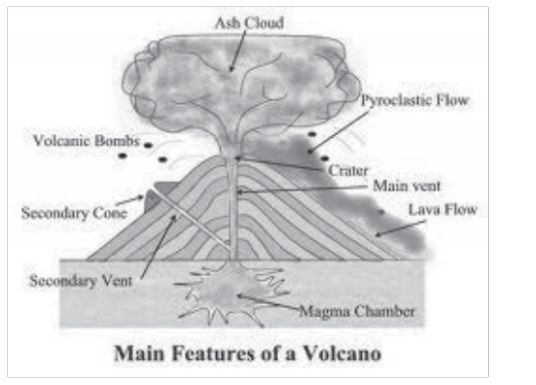 Ash Cloud
Pyroclastic Flow
Volcanic Bombs
Crater
Main vent
Secondary Cone
Lava Flow
Secondary Vent
Magma Chamber
Main Features of a Volcano